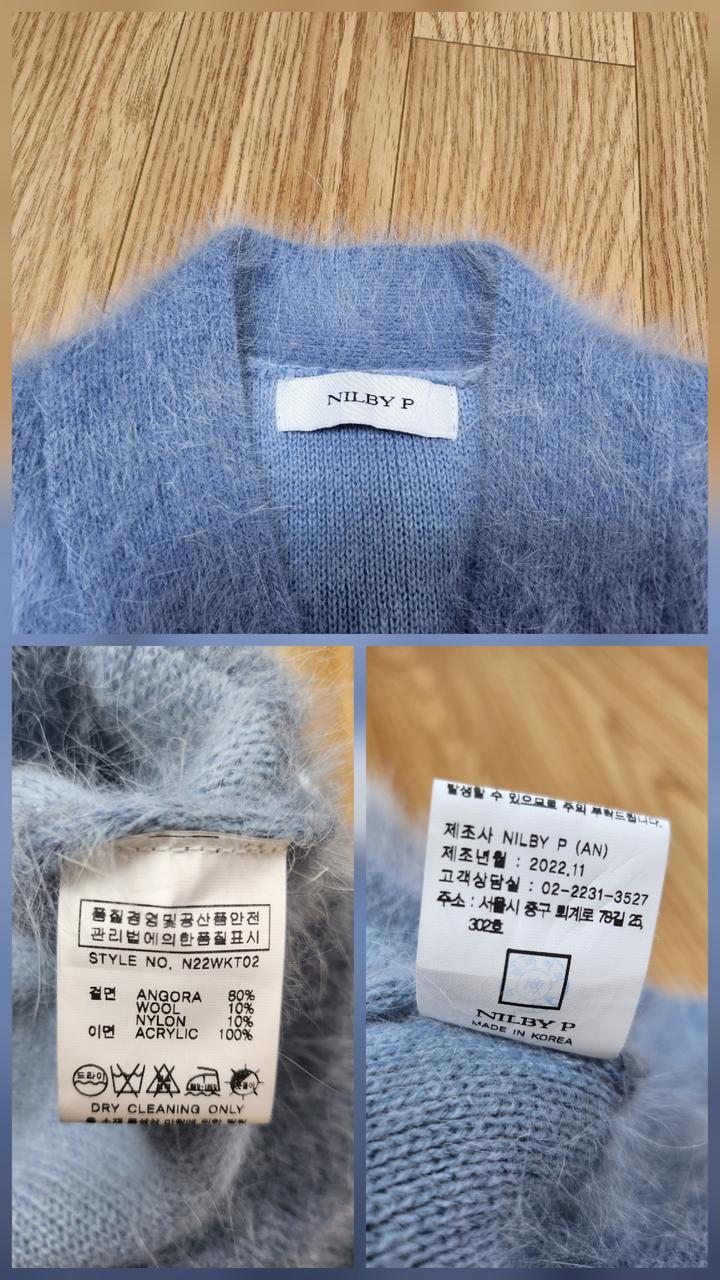 NILBY P
품질경영및공산품안전
관리법에의한품질표시
STYLE NO. N22WKT02
겉면 ANGORA 80%
WOOL 10%
NYLON 10%
이면 ACRYLIC 100%
드라이
DRY CLEANING ONLY
발생할 수 있으므로 주의 부탁드립니다.
제조사 NILBY P (AN)
제조년월 : 2022.11
고객상담실 : 02-2231-3527
주소 : 서울시 중구 퇴계로 78길 25,
302호
NILBY P
MADE IN KOREA